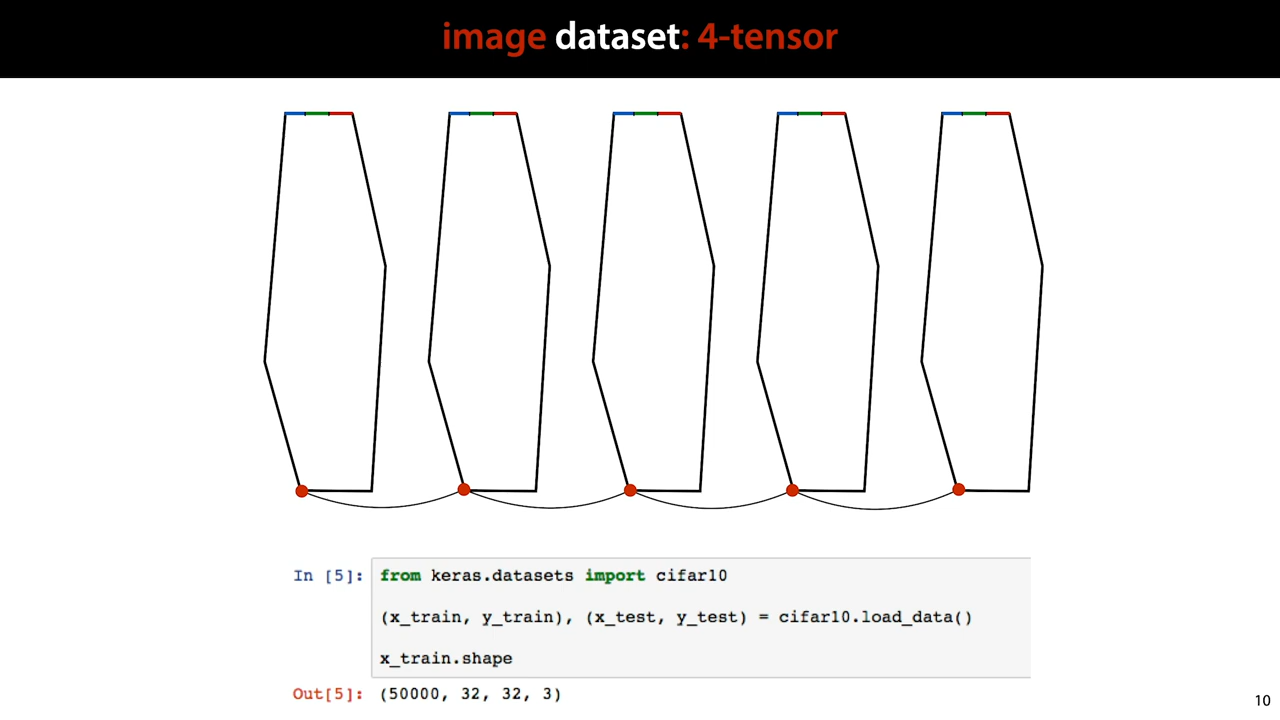 image dataset: 4-tensor
In [5]: from keras.datasets import cifar10
(x_train, y_train), (x_test, y_test) = cifar10.load_data()
x_train.shape
Out[5]: (50000, 32, 32, 3)
10